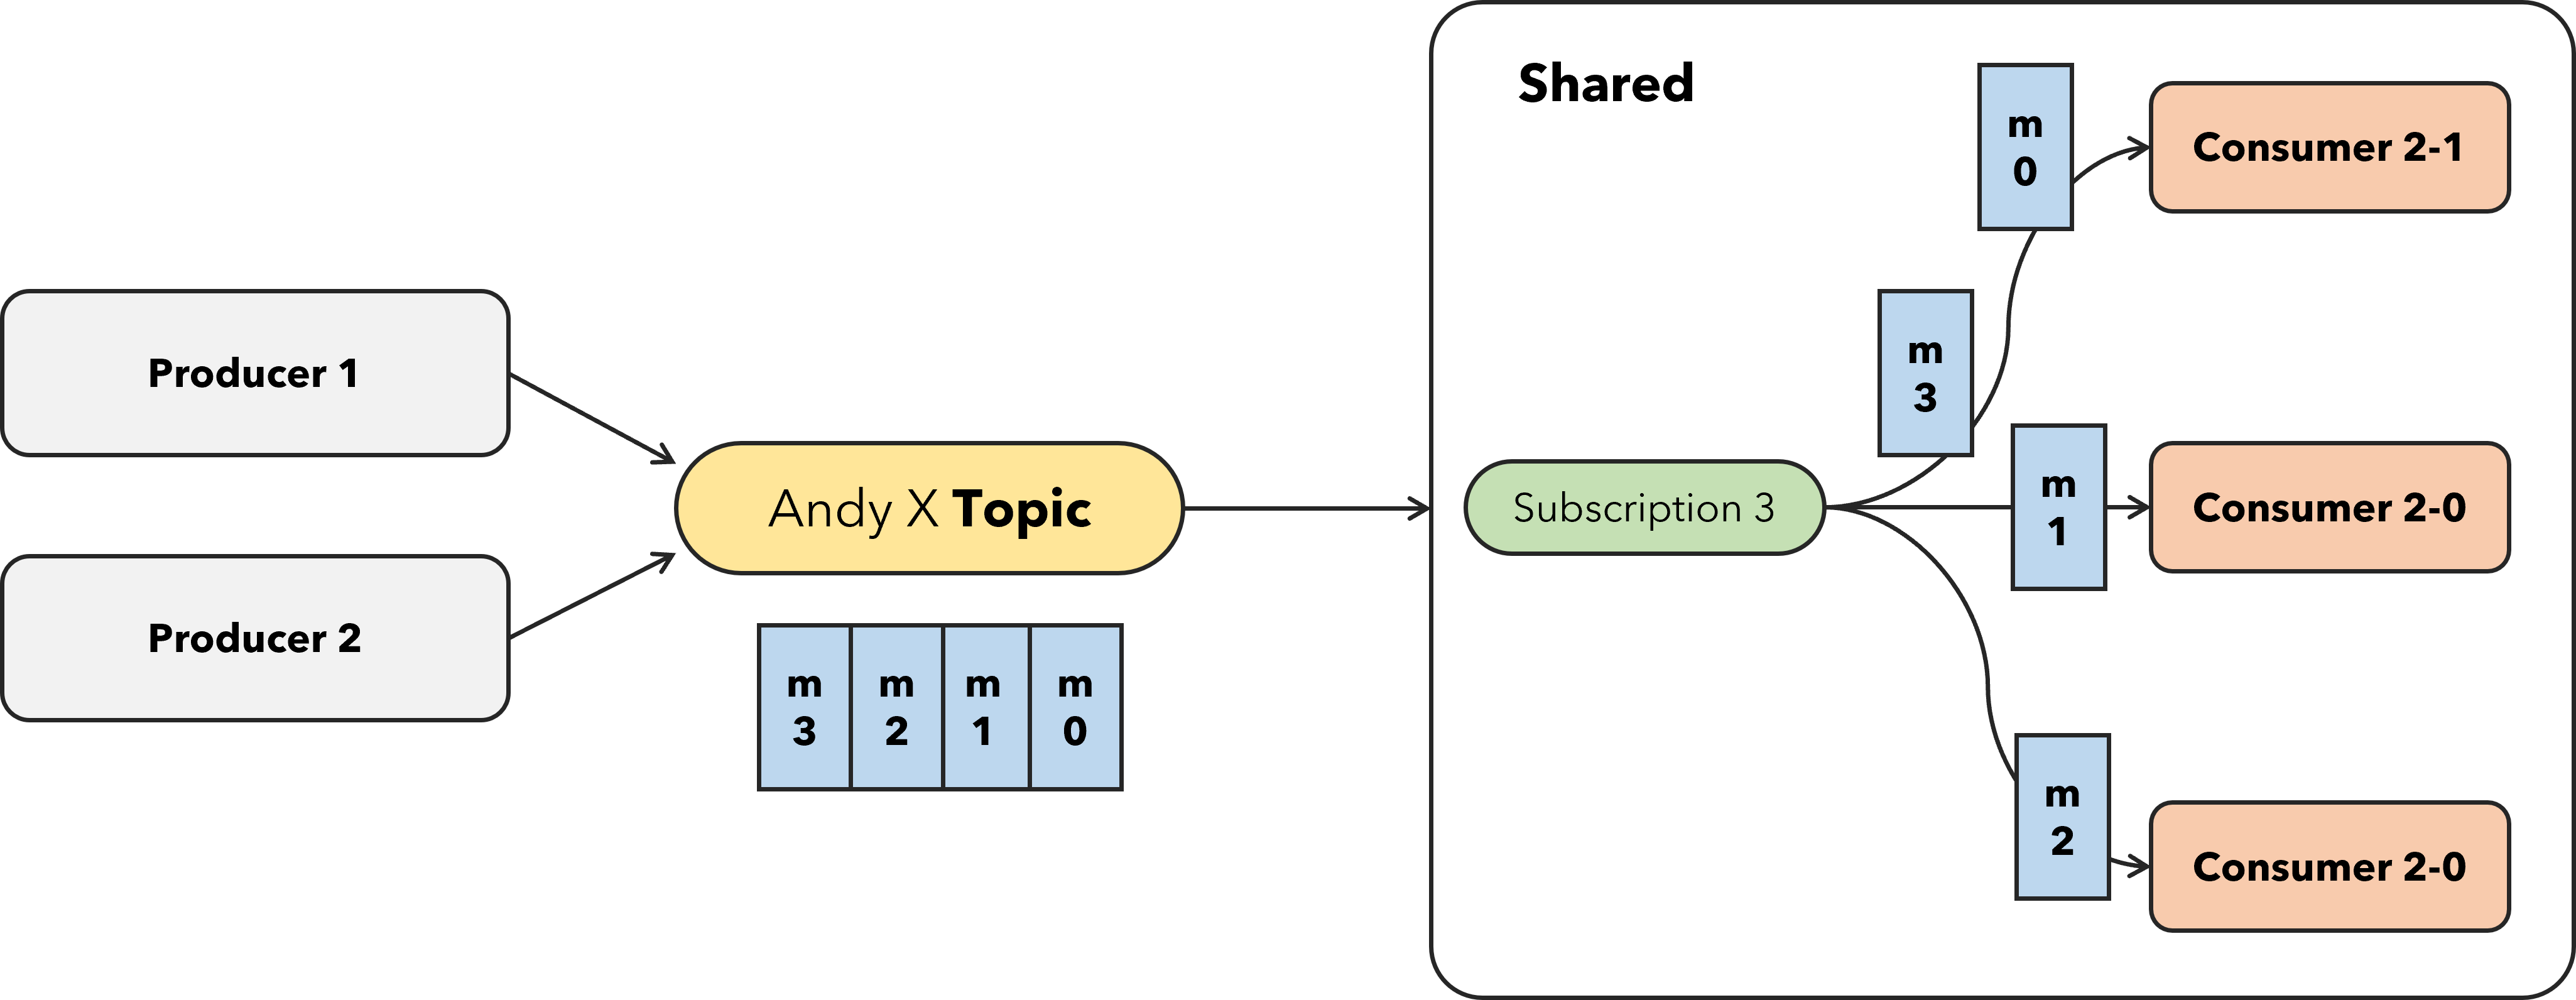 Producer 1
Producer 2
Andy X Topic
m
3
m
2
m
1
m
0
Shared
Subscription 3
m
0
m
3
m
1
m
2
Consumer 2-1
Consumer 2-0
Consumer 2-0